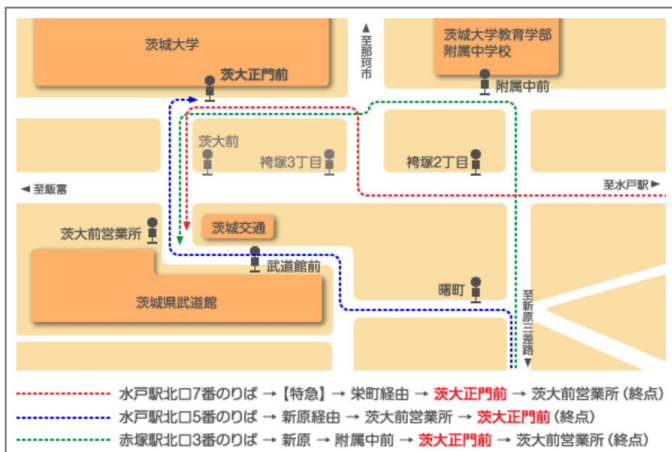 茨城大学
至那珂市
茨城大学教育学部
附属中学校
茨大正門前
附属中前
茨大前
袴塚3丁目
袴塚2丁目
至飯富
至水戸駅
茨大前営業所
茨城交通
武道館前
茨城県武道館
曙町
至新原三差路
水戸駅北口7番のりば → 【特急】 → 栄町経由 → 茨大正門前 → 茨大前営業所 (終点)
水戸駅北口5番のりば → 新原経由 → 茨大前営業所 → 茨大正門前 (終点)
赤塚駅北口3番のりば → 新原 → 附属中前 → 茨大正門前 → 茨大前営業所 (終点)